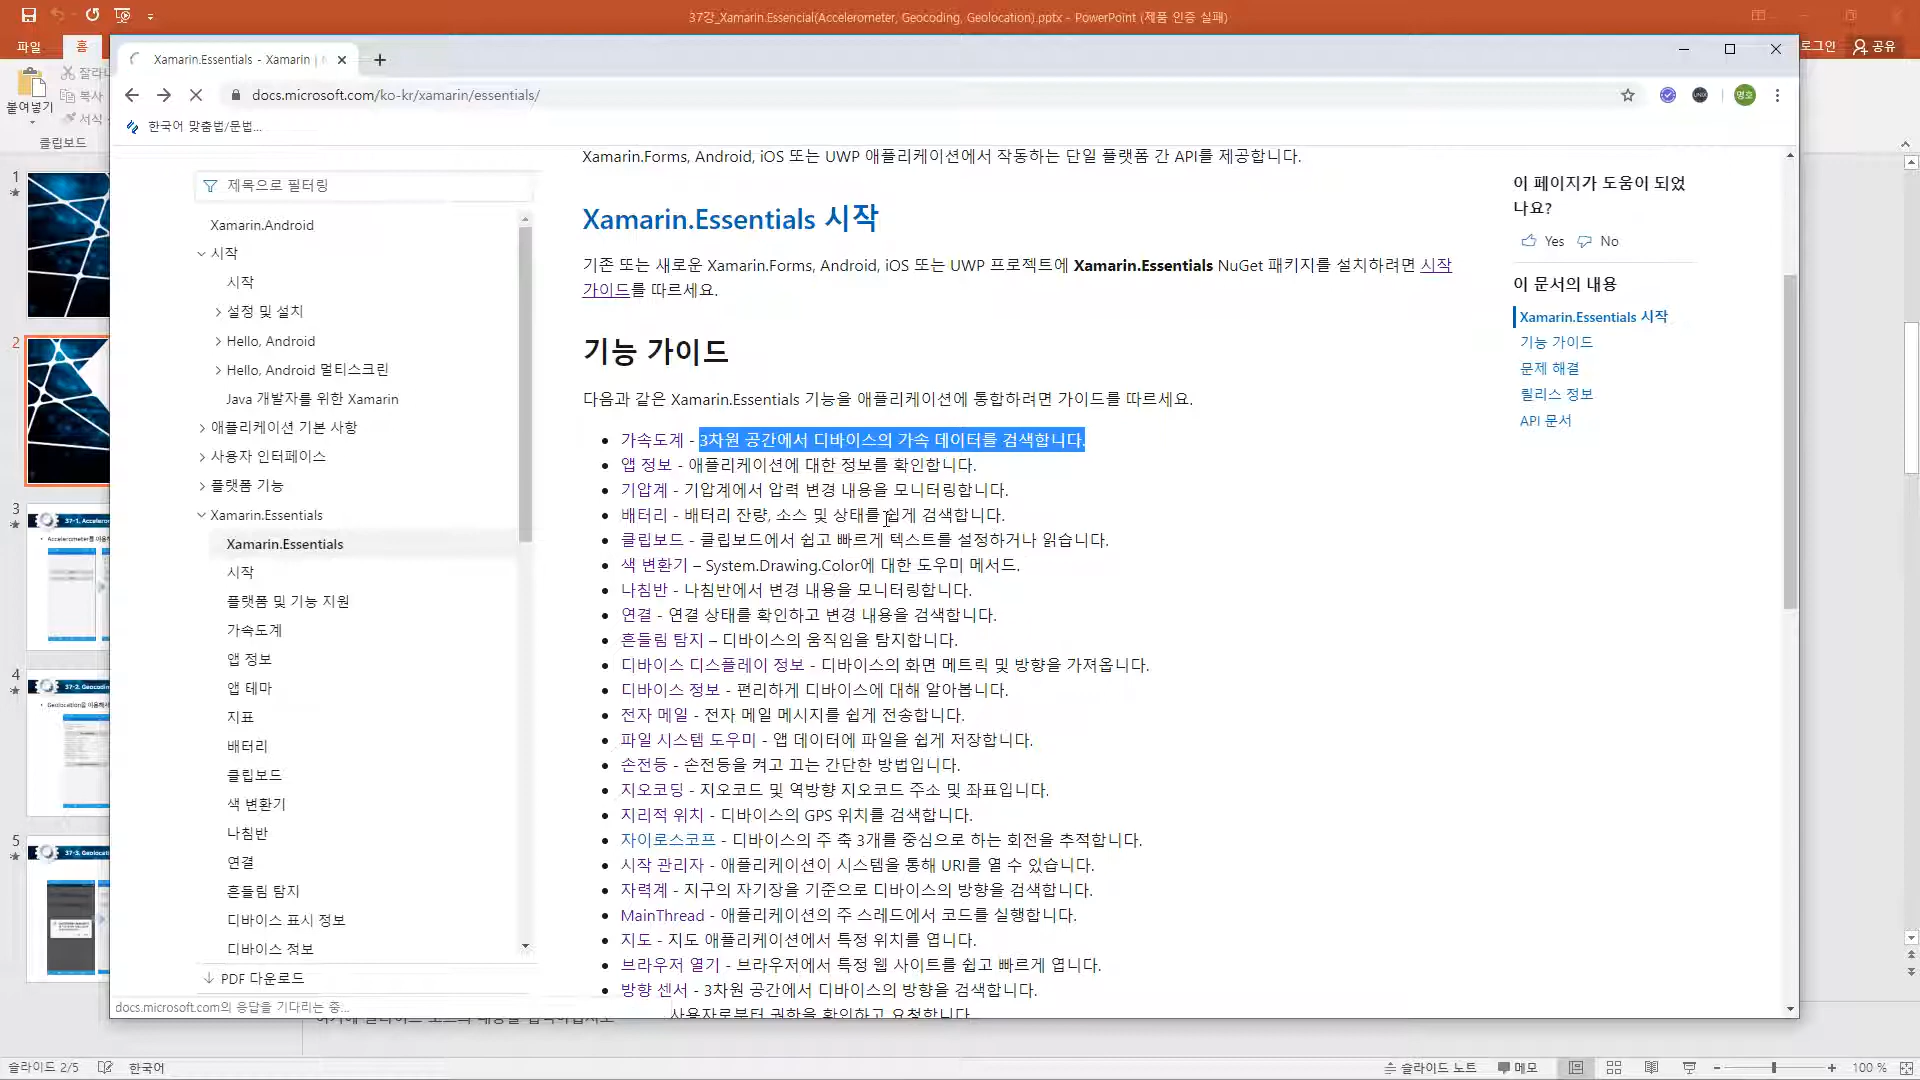 37강_Xamarin.Essencial(Accelerometer, Geocoding, Geolocation).pptx - PowerPoint (제품 인증 실패)
파일
홈
로그인
공유
붙여넣기
잘라내
복사
서식
클립보드
Xamarin.Essentials - Xamarin |
docs.microsoft.com/ko-kr/xamarin/essentials/
명호
한국어 맞춤법/문법...
제목으로 필터링
Xamarin.Android
시작
시작
설정 및 설치
Hello, Android
Hello, Android 멀티스크린
Java 개발자를 위한 Xamarin
애플리케이션 기본 사항
사용자 인터페이스
플랫폼 기능
Xamarin.Essentials
Xamarin.Essentials
시작
플랫폼 및 기능 지원
가속도계
앱 정보
앱 테마
지표
배터리
클립보드
색 변환기
나침반
연결
흔들림 탐지
디바이스 표시 정보
디바이스 정보
PDF 다운로드
Xamarin.Forms, Android, iOS 또는 UWP 애플리케이션에서 작동하는 단일 플랫폼 간 API를 제공합니다.
Xamarin.Essentials 시작
기존 또는 새로운 Xamarin.Forms, Android, iOS 또는 UWP 프로젝트에 Xamarin.Essentials NuGet 패키지를 설치하려면 시작
가이드를 따르세요.
기능 가이드
다음과 같은 Xamarin.Essentials 기능을 애플리케이션에 통합하려면 가이드를 따르세요.
가속도계 - 3차원 공간에서 디바이스의 가속 데이터를 검색합니다.
앱 정보 - 애플리케이션에 대한 정보를 확인합니다.
기압계 - 기압계에서 압력 변경 내용을 모니터링합니다.
배터리 - 배터리 잔량, 소스 및 상태를 쉽게 검색합니다.
클립보드 - 클립보드에서 쉽고 빠르게 텍스트를 설정하거나 읽습니다.
색 변환기 – System.Drawing.Color에 대한 도우미 메서드.
나침반 - 나침반에서 변경 내용을 모니터링합니다.
연결 - 연결 상태를 확인하고 변경 내용을 검색합니다.
흔들림 탐지 – 디바이스의 움직임을 탐지합니다.
디바이스 디스플레이 정보 - 디바이스의 화면 메트릭 및 방향을 가져옵니다.
디바이스 정보 - 편리하게 디바이스에 대해 알아봅니다.
전자 메일 - 전자 메일 메시지를 쉽게 전송합니다.
파일 시스템 도우미 - 앱 데이터에 파일을 쉽게 저장합니다.
손전등 - 손전등을 켜고 끄는 간단한 방법입니다.
지오코딩 - 지오코드 및 역방향 지오코드 주소 및 좌표입니다.
지리적 위치 - 디바이스의 GPS 위치를 검색합니다.
자이로스코프 - 디바이스의 주 축 3개를 중심으로 하는 회전을 추적합니다.
시작 관리자 - 애플리케이션이 시스템을 통해 URI를 열 수 있습니다.
자력계 - 지구의 자기장을 기준으로 디바이스의 방향을 검색합니다.
MainThread - 애플리케이션의 주 스레드에서 코드를 실행합니다.
지도 - 지도 애플리케이션에서 특정 위치를 엽니다.
브라우저 열기 - 브라우저에서 특정 웹 사이트를 쉽고 빠르게 엽니다.
방향 센서 - 3차원 공간에서 디바이스의 방향을 검색합니다.
사용자로부터 권한을 확인하고 요청합니다.
이 페이지가 도움이 되었
나요?
Yes
No
이 문서의 내용
Xamarin.Essentials 시작
기능 가이드
문제 해결
릴리스 정보
API 문서
1
2
3
37-1. Acceleror
4
37-2. Geocoding
5
37-3. Geolocati
docs.microsoft.com의 응답을 기다리는 중...
슬라이드 2/5
한국어
슬라이드 노트
메모
100 %